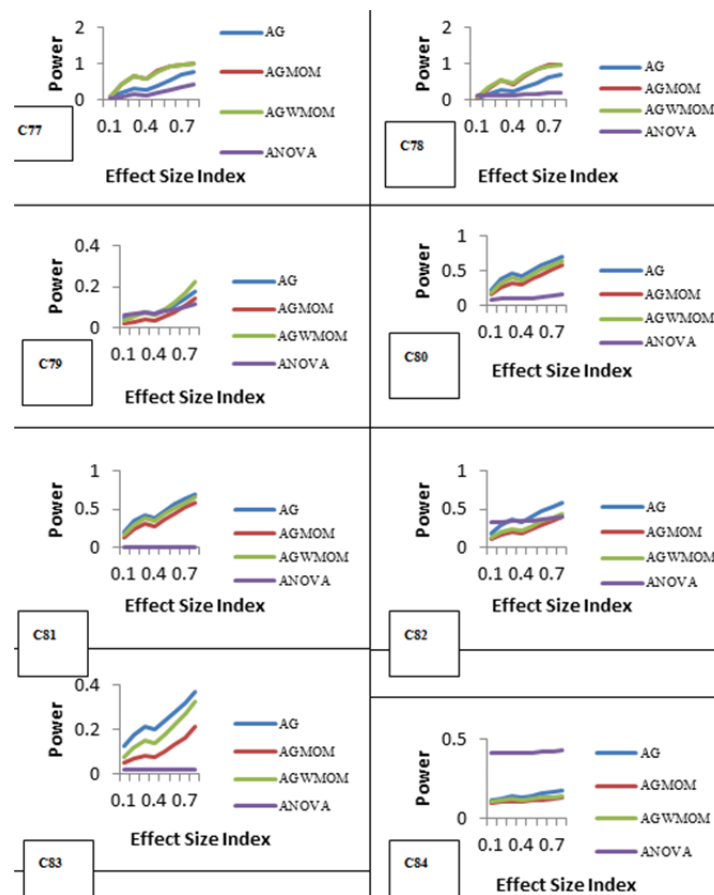 2
1
0
Power
0.1 0.4 0.7
Effect Size Index
AG
AGMOM
AGWMOM
ANOVA
C77
2
1
0
Power
0.1 0.4 0.7
Effect Size Index
AG
AGMOM
AGWMOM
ANOVA
C78
0.4
0.2
0
Power
0.1 0.4 0.7
Effect Size Index
AG
AGMOM
AGWMOM
ANOVA
C79
1
0.5
0
Power
0.1 0.4 0.7
Effect Size Index
AG
AGMOM
AGWMOM
ANOVA
C80
1
0.5
0
Power
0.1 0.4 0.7
Effect Size Index
AG
AGMOM
AGWMOM
ANOVA
C81
1
0.5
0
Power
0.1 0.4 0.7
Effect Size Index
AG
AGMOM
AGWMOM
ANOVA
C82
0.4
0.2
0
Power
0.1 0.4 0.7
Effect Size Index
AG
AGMOM
AGWMOM
ANOVA
C83
0.5
0
Power
0.1 0.4 0.7
Effect Size Index
AG
AGMOM
AGWMOM
ANOVA
C84